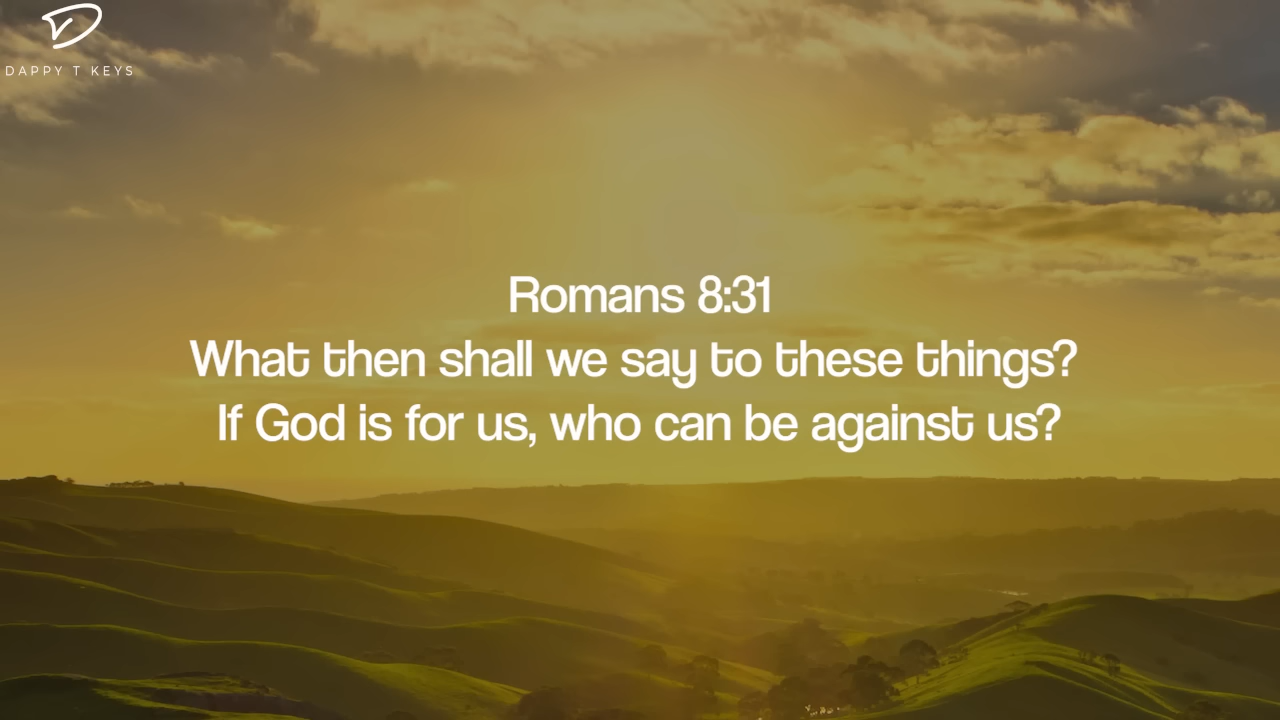 DAPPY T KEYS
Romans 8:31
What then shall we say to these things?
If God is for us, who can be against us?